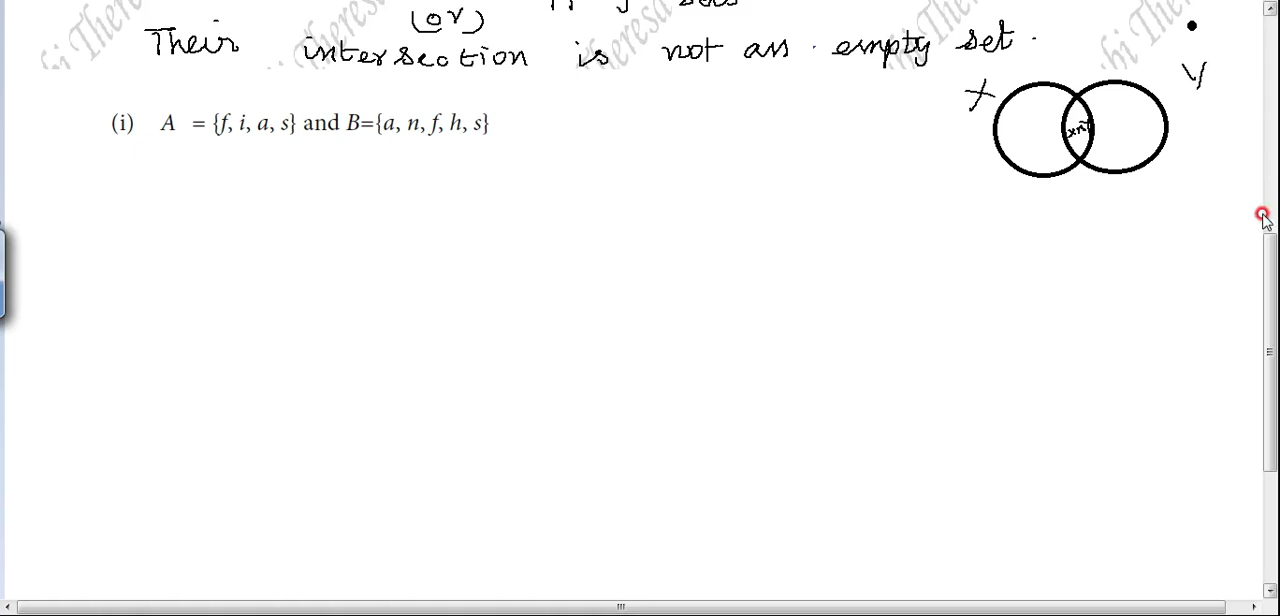 (or)
Their intersection is not an empty set.
X Y
x∩y
(i) A = {f, i, a, s} and B={a, n, f, h, s}